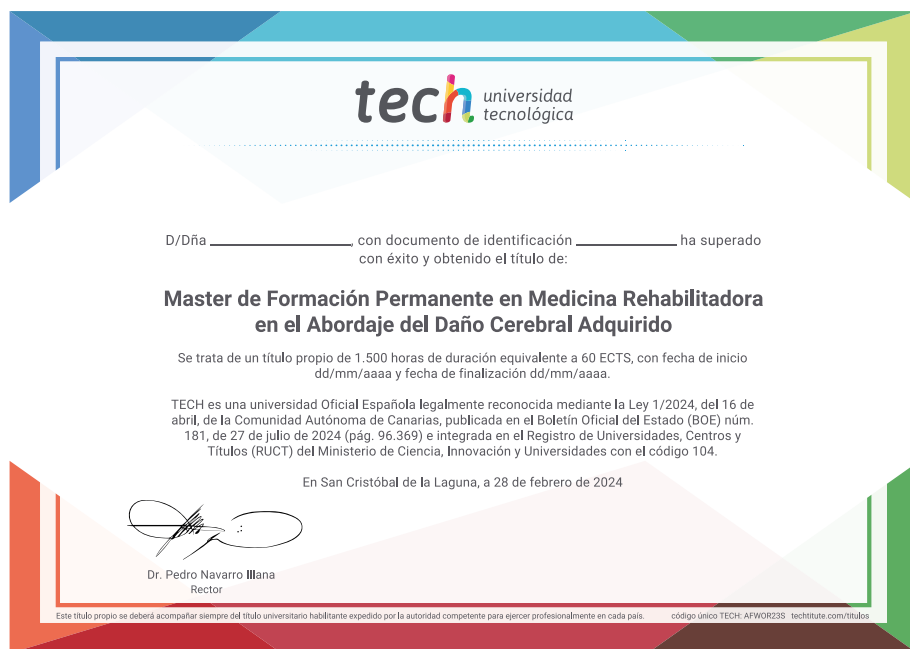 tech universidad
tecnológica
D/Dña ____________, con documento de identificación ____________ ha superado
con éxito y obtenido el título de:
Master de Formación Permanente en Medicina Rehabilitadora
en el Abordaje del Daño Cerebral Adquirido
Se trata de un título propio de 1.500 horas de duración equivalente a 60 ECTS, con fecha de inicio
dd/mm/aaaa y fecha de finalización dd/mm/aaaa.
TECH es una universidad Oficial Española legalmente reconocida mediante la Ley 1/2024, del 16 de
abril, de la Comunidad Autónoma de Canarias, publicada en el Boletín Oficial del Estado (BOE) núm.
181, de 27 de julio de 2024 (pág. 96.369) e integrada en el Registro de Universidades, Centros y
Títulos (RUCT) del Ministerio de Ciencia, Innovación y Universidades con el código 104.
En San Cristóbal de la Laguna, a 28 de febrero de 2024
Dr. Pedro Navarro Illana
Rector
Este título propio se deberá acompañar siempre del título universitario habilitante expedido por la autoridad competente para ejercer profesionalmente en cada país. código único TECH: AFWOR23S techtitute.com/titulos